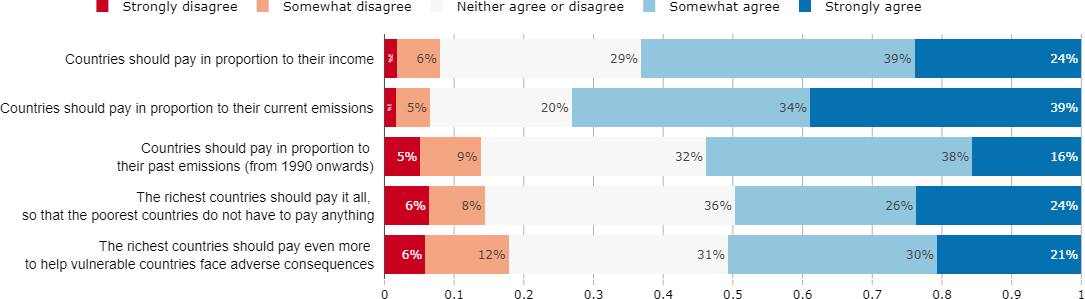 Strongly disagree Somewhat disagree Neither agree or disagree Somewhat agree Strongly agree
Countries should pay in proportion to their income 2% 6% 29% 39% 24%
Countries should pay in proportion to their current emissions 5% 20% 34% 39%
Countries should pay in proportion to
their past emissions (from 1990 onwards) 5% 9% 32% 38% 16%
The richest countries should pay it all,
so that the poorest countries do not have to pay anything 6% 8% 36% 26% 24%
The richest countries should pay even more
to help vulnerable countries face adverse consequences 6% 12% 31% 30% 21%
0 0.1 0.2 0.3 0.4 0.5 0.6 0.7 0.8 0.9 1